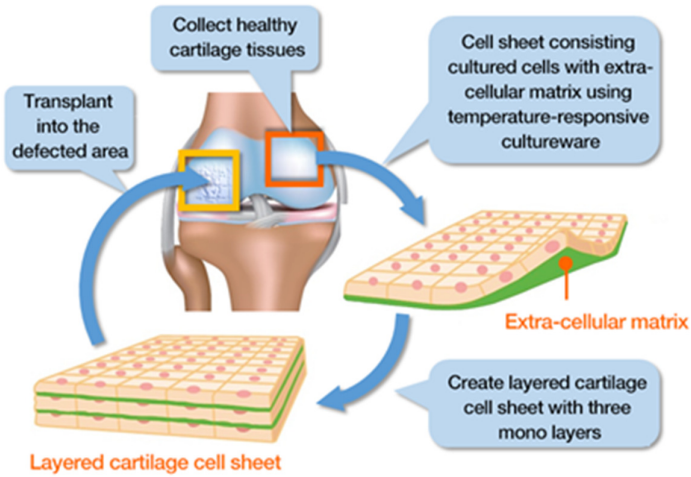 Collect healthy
cartilage tissues
Cell sheet consisting
cultured cells with extra-
cellular matrix using
temperature-responsive
cultureware
Transplant
into the
defected area
Extra-cellular matrix
Create layered cartilage
cell sheet with three
mono layers
Layered cartilage cell sheet